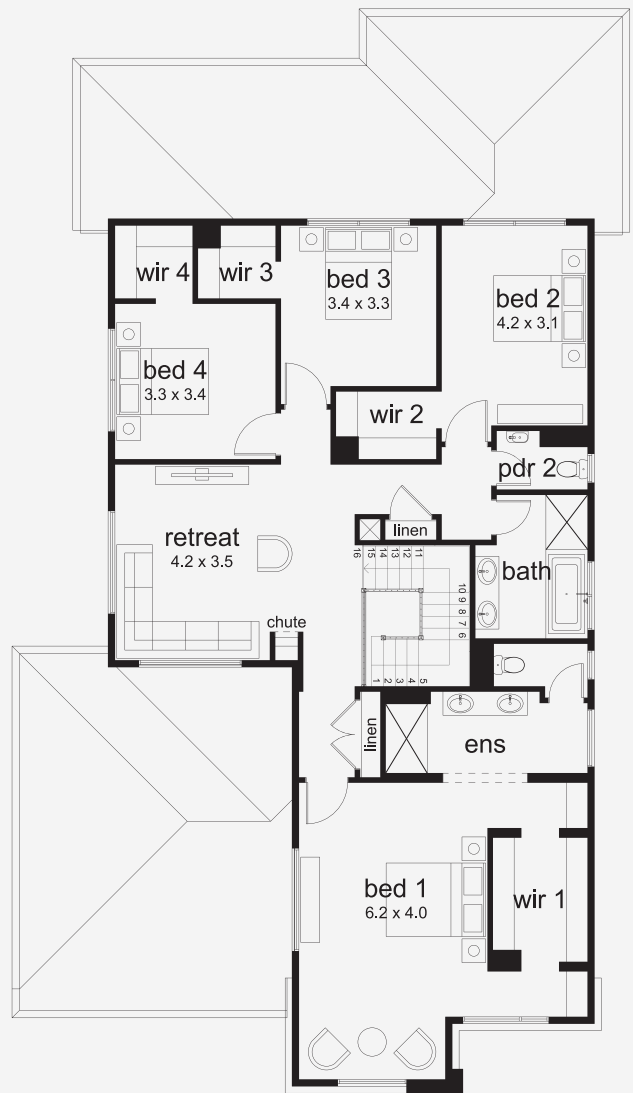 wir 4
wir 3
bed 3
3.4 x 3.3
bed 2
4.2 x 3.1
bed 4
3.3 x 3.4
wir 2
pdr 2
retreat
4.2 x 3.5
linen
16
15
14
13
12
11
10
9
8
7
6
bath
chute
1
2
3
4
5
linen
ens
bed 1
6.2 x 4.0
wir 1